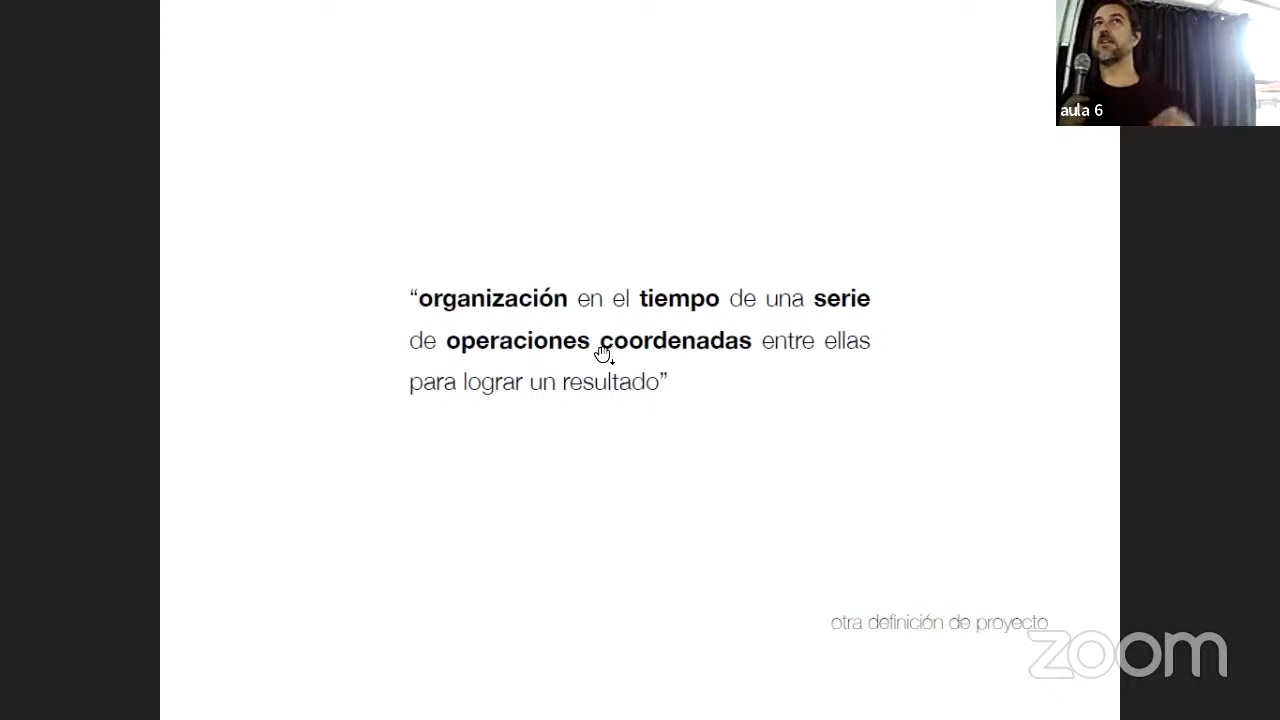 aula 6
“organización en el tiempo de una serie
de operaciones coordenadas entre ellas
para lograr un resultado”
otra definición de proyecto
zoom